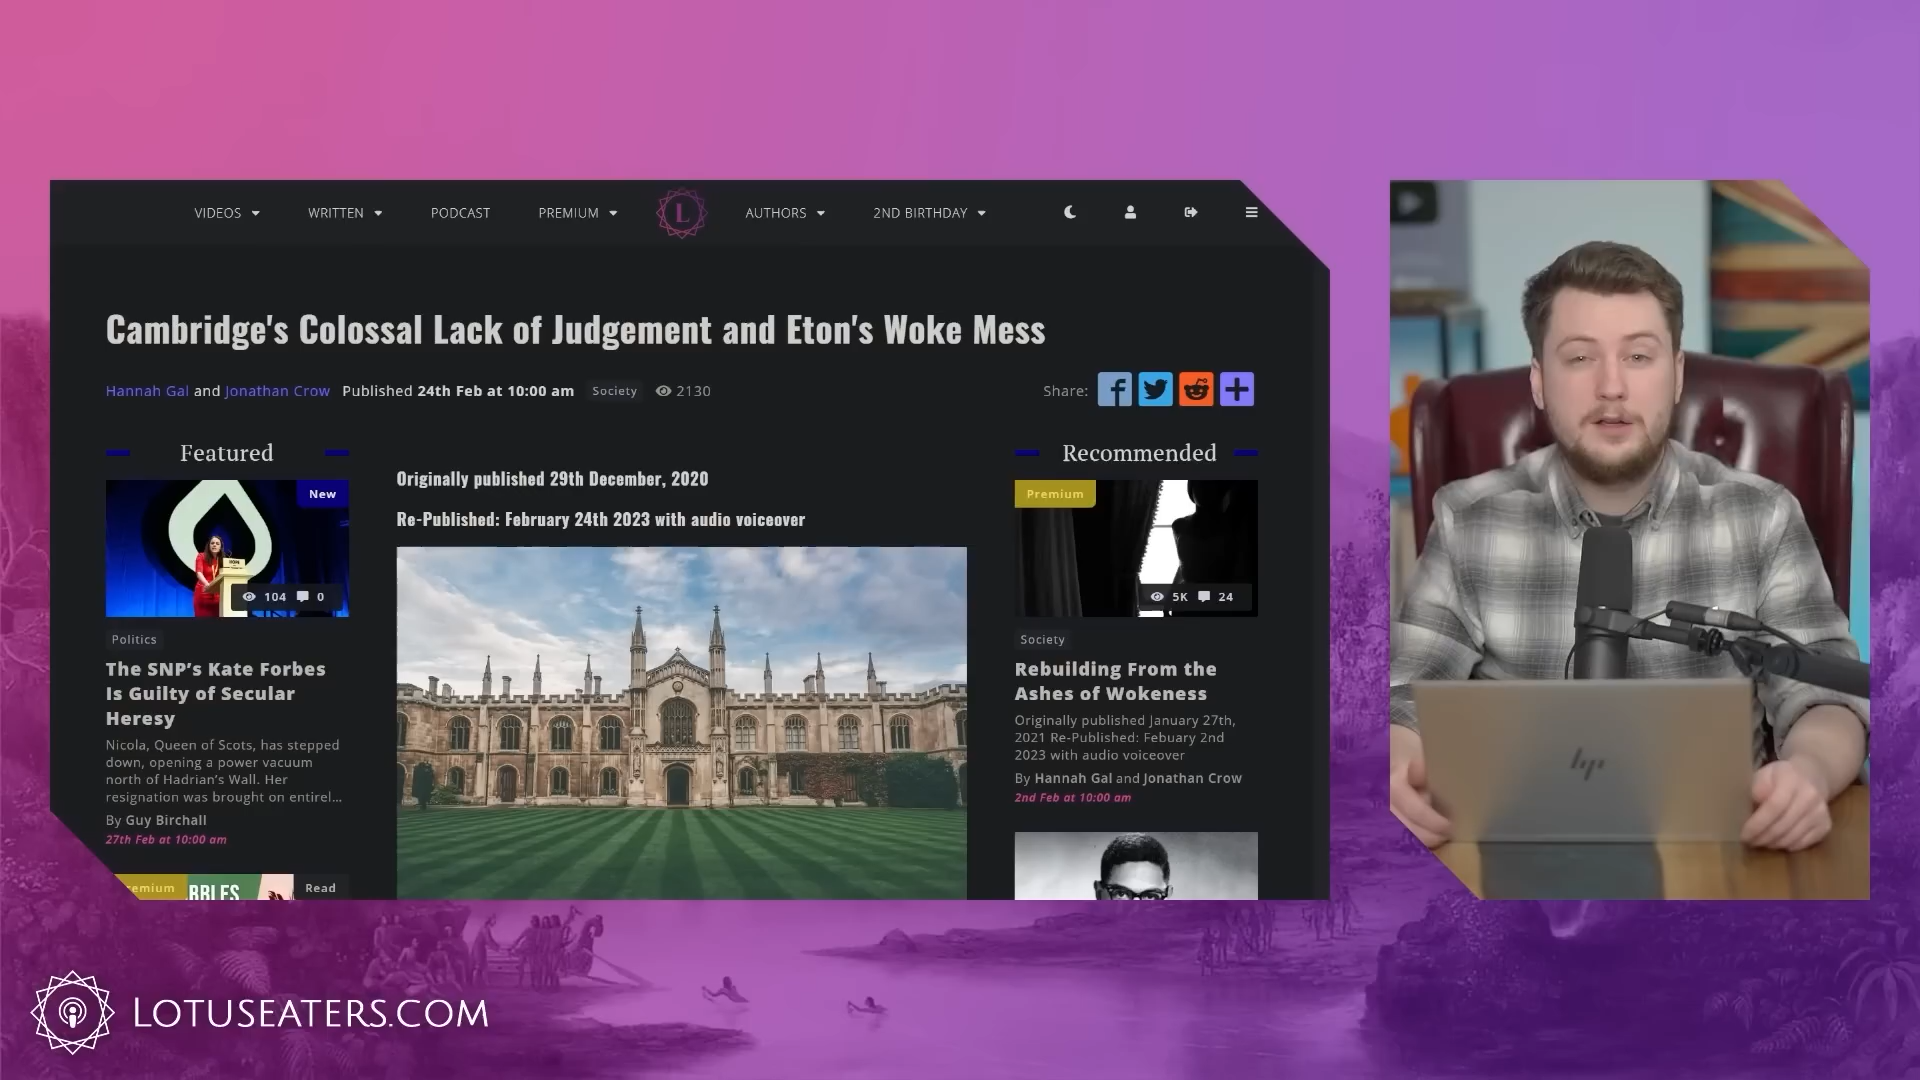 VIDEOS
WRITTEN
PODCAST
PREMIUM
L
AUTHORS
2ND BIRTHDAY
Cambridge's Colossal Lack of Judgement and Eton's Woke Mess
Hannah Gal and Jonathan Crow Published 24th Feb at 10:00 am Society 2130
Share:
Featured
New
104 0
Politics
The SNP’s Kate Forbes
Is Guilty of Secular
Heresy
Nicola, Queen of Scots, has stepped
down, opening a power vacuum
north of Hadrian’s Wall. Her
resignation was brought on entirel...
By Guy Birchall
27th Feb at 10:00 am
Read
Originally published 29th December, 2020
Re-Published: February 24th 2023 with audio voiceover
Recommended
Premium
5K 24
Society
Rebuilding From the
Ashes of Wokeness
Originally published January 27th,
2021 Re-Published: Febuary 2nd
2023 with audio voiceover
By Hannah Gal and Jonathan Crow
2nd Feb at 10:00 am
hp
LOTUSEATERS.COM